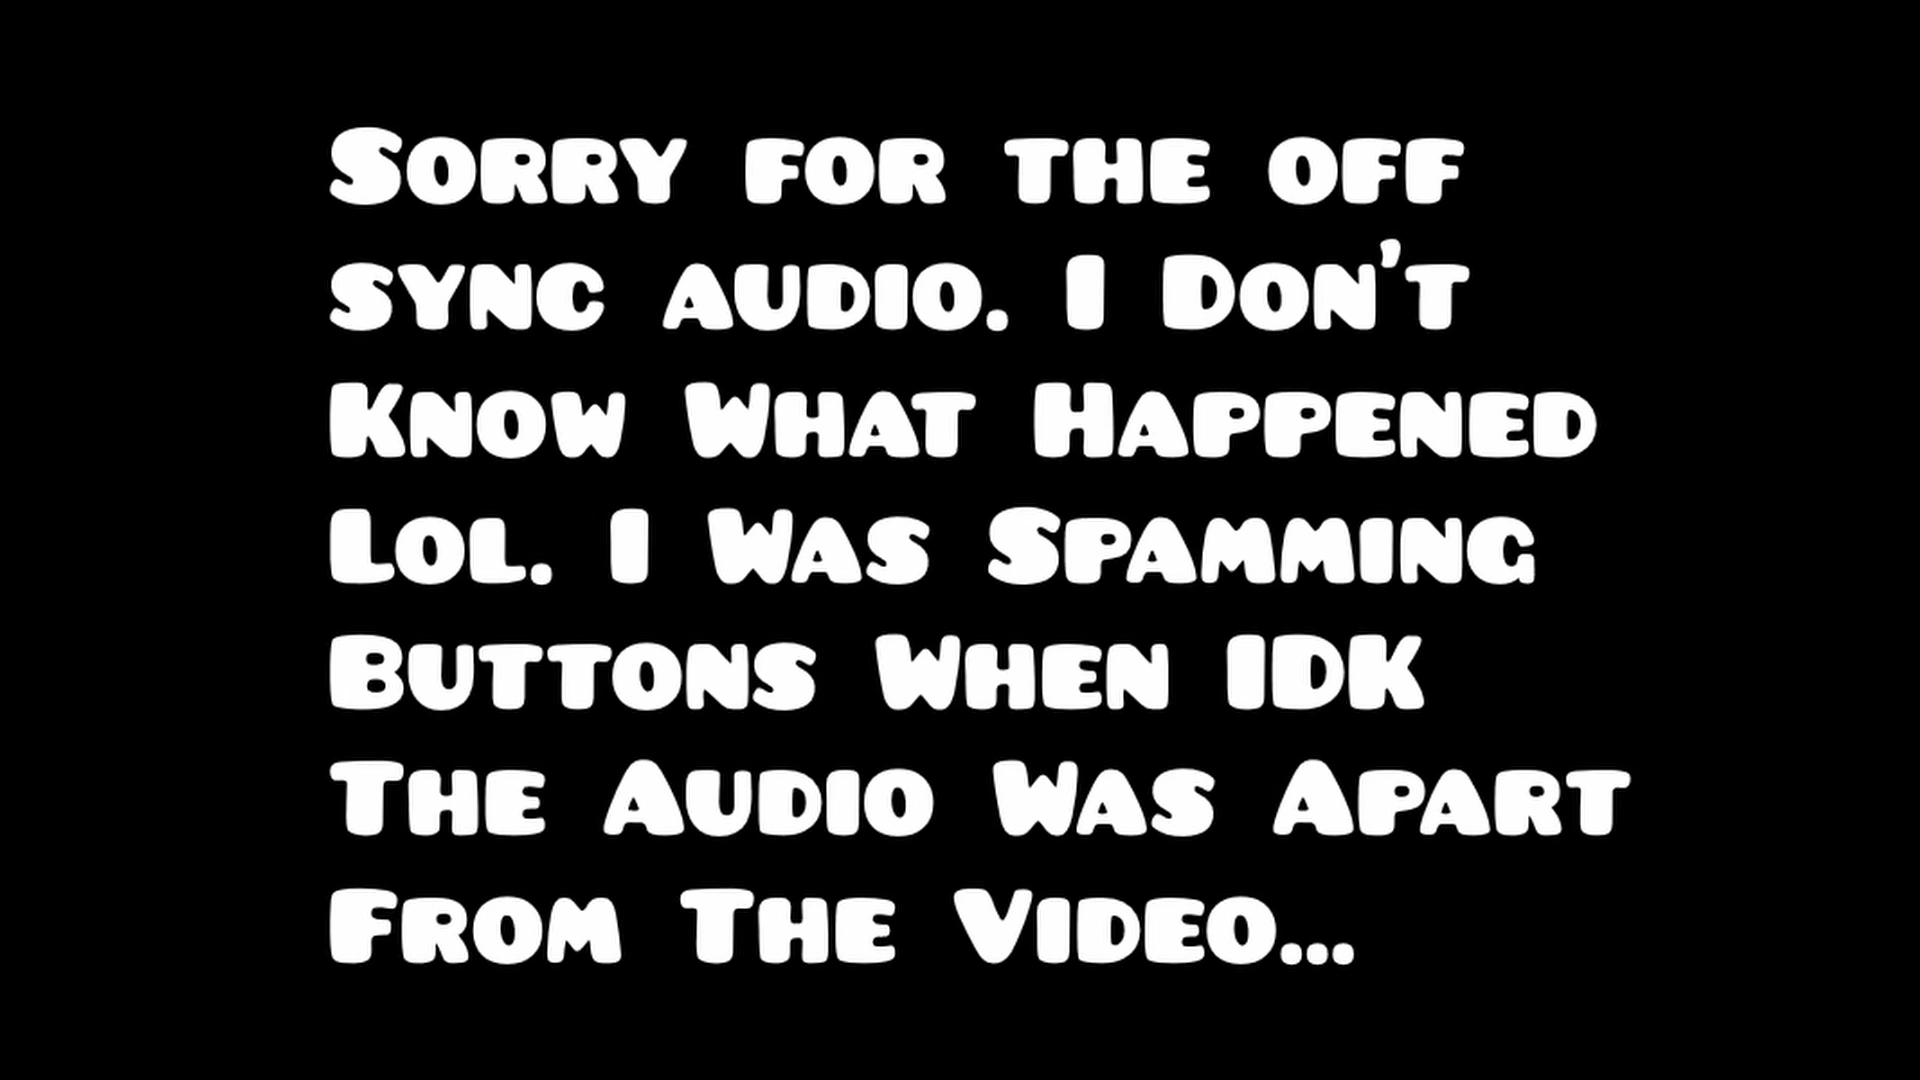 Sorry for the off
sync audio. I Don't
Know What Happened
Lol. I Was Spamming
Buttons When IDK
The Audio Was Apart
From The Video...